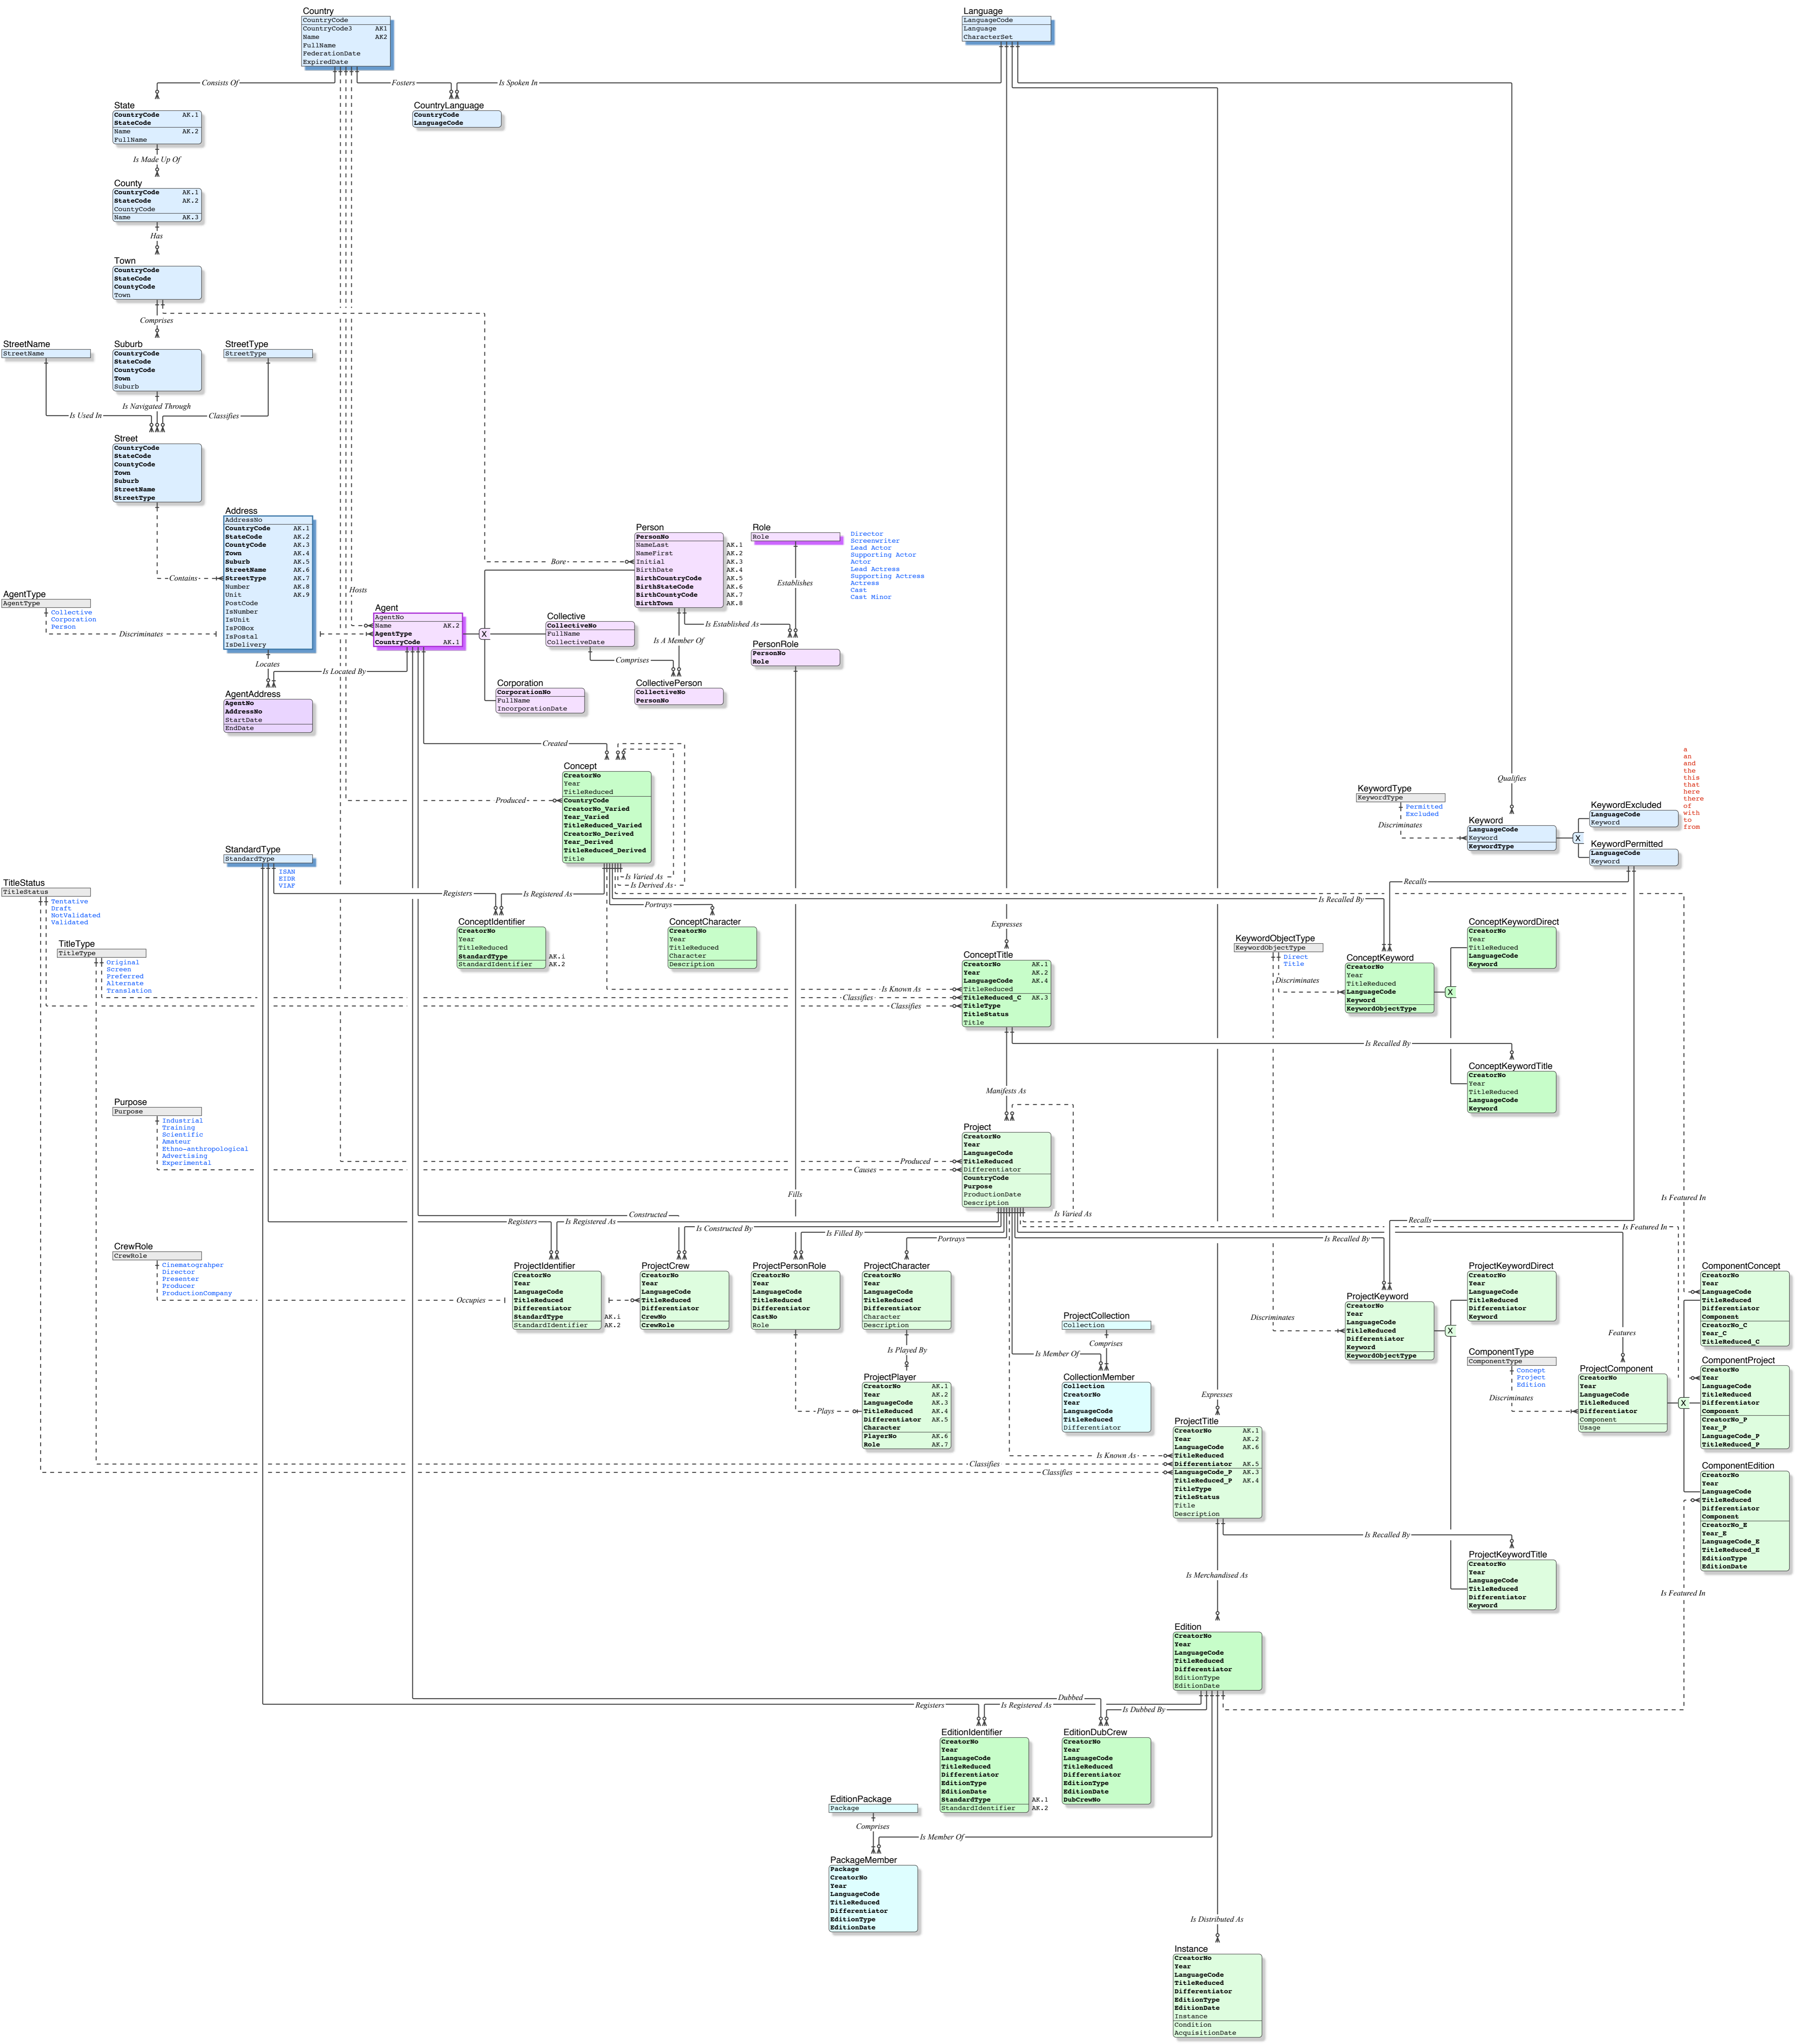 Country
CountryCode
CountryCode3 AK1
Name AK2
FullName
FederationDate
ExpiredDate
Language
LanguageCode
Language
CharacterSet
Consists Of
Fosters
Is Spoken In
State
CountryCode AK.1
StateCode
Name AK.2
FullName
CountryLanguage
CountryCode
LanguageCode
Is Made Up Of
County
CountryCode AK.1
StateCode AK.2
CountyCode
Name AK.3
Has
Town
CountryCode
StateCode
CountyCode
Town
Comprises
StreetName
StreetName
Suburb
CountryCode
StateCode
CountyCode
Town
Suburb
StreetType
StreetType
Is Navigated Through
Is Used In
Classifies
Street
CountryCode
StateCode
CountyCode
Town
Suburb
StreetName
StreetType
Address
AddressNo
CountryCode AK.1
StateCode AK.2
CountyCode AK.3
Town AK.4
Suburb AK.5
StreetName AK.6
StreetType AK.7
Number AK.8
Unit AK.9
PostCode
IsNumber
IsUnit
IsPOBox
IsPostal
IsDelivery
Contains
AgentType
AgentType
Collective
Corporation
Person
Discriminates
Hosts
Bore
Agent
AgentNo
Name AK.2
AgentType
CountryCode AK.1
X
Person
PersonNo
NameLast AK.1
NameFirst AK.2
Initial AK.3
BirthDate AK.4
BirthCountryCode AK.5
BirthStateCode AK.6
BirthCountyCode AK.7
BirthTown AK.8
Role
Role
Director
Screenwriter
Lead Actor
Supporting Actor
Actor
Lead Actress
Supporting Actress
Actress
Cast
Cast Minor
Establishes
Collective
CollectiveNo
FullName
CollectiveDate
Is Established As
Is A Member Of
Comprises
PersonRole
PersonNo
Role
Locates
Is Located By
Corporation
CorporationNo
FullName
IncorporationDate
CollectivePerson
CollectiveNo
PersonNo
AgentAddress
AgentNo
AddressNo
StartDate
EndDate
Created
Concept
CreatorNo
Year
TitleReduced
CountryCode
CreatorNo_Varied
Year_Varied
TitleReduced_Varied
CreatorNo_Derived
Year_Derived
TitleReduced_Derived
Title
Produced
Is Varied As
Is Derived As
Qualifies
KeywordType
KeywordType
Permitted
Excluded
Discriminates
Keyword
LanguageCode
Keyword
KeywordType
X
KeywordExcluded
LanguageCode
Keyword
KeywordPermitted
LanguageCode
Keyword
a
an
and
the
this
that
here
there
of
with
to
from
StandardType
StandardType
ISAN
EIDR
VIAF
TitleStatus
TitleStatus
Tentative
Draft
NotValidated
Validated
Registers
Is Registered As
Portrays
Recalls
Is Recalled By
ConceptIdentifier
CreatorNo
Year
TitleReduced
StandardType AK.i
StandardIdentifier AK.2
ConceptCharacter
CreatorNo
Year
TitleReduced
Character
Description
Expresses
ConceptTitle
CreatorNo AK.1
Year AK.2
LanguageCode AK.4
TitleReduced
TitleReduced_C AK.3
TitleType
TitleStatus
Title
TitleType
TitleType
Original
Screen
Preferred
Alternate
Translation
Is Known As
Classifies
Classifies
KeywordObjectType
KeywordObjectType
Direct
Title
Discriminates
ConceptKeyword
CreatorNo
Year
TitleReduced
LanguageCode
Keyword
KeywordObjectType
X
ConceptKeywordDirect
CreatorNo
Year
TitleReduced
LanguageCode
Keyword
Is Recalled By
ConceptKeywordTitle
CreatorNo
Year
TitleReduced
LanguageCode
Keyword
Manifests As
Purpose
Purpose
Industrial
Training
Scientific
Amateur
Ethno-anthropological
Advertising
Experimental
Project
CreatorNo
Year
LanguageCode
TitleReduced
Differentiator
CountryCode
Purpose
ProductionDate
Description
Produced
Causes
Fills
Is Varied As
Is Featured In
Constructed
Registers
Is Registered As
Is Constructed By
Is Filled By
Portrays
Recalls
Is Recalled By
Is Featured In
CrewRole
CrewRole
Cinematograhper
Director
Presenter
Producer
ProductionCompany
Occupies
ProjectIdentifier
CreatorNo
Year
LanguageCode
TitleReduced
Differentiator
StandardType AK.i
StandardIdentifier AK.2
ProjectCrew
CreatorNo
Year
LanguageCode
TitleReduced
Differentiator
CrewNo
CrewRole
ProjectPersonRole
CreatorNo
Year
LanguageCode
TitleReduced
Differentiator
CastNo
Role
ProjectCharacter
CreatorNo
Year
LanguageCode
TitleReduced
Differentiator
Character
Description
Is Played By
ProjectPlayer
CreatorNo AK.1
Year AK.2
LanguageCode AK.3
TitleReduced AK.4
Differentiator AK.5
Character
PlayerNo AK.6
Role AK.7
Plays
ProjectCollection
Collection
Comprises
Is Member Of
CollectionMember
Collection
CreatorNo
Year
LanguageCode
TitleReduced
Differentiator
Discriminates
ProjectKeyword
CreatorNo
Year
LanguageCode
TitleReduced
Differentiator
Keyword
KeywordObjectType
X
ProjectKeywordDirect
CreatorNo
Year
LanguageCode
TitleReduced
Differentiator
Keyword
Features
ComponentType
ComponentType
Concept
Project
Edition
Discriminates
ProjectComponent
CreatorNo
Year
LanguageCode
TitleReduced
Differentiator
Component
Usage
X
ComponentConcept
CreatorNo
Year
LanguageCode
TitleReduced
Differentiator
Component
CreatorNo_C
Year_C
TitleReduced_C
ComponentProject
CreatorNo
Year
LanguageCode
TitleReduced
Differentiator
Component
CreatorNo_P
Year_P
LanguageCode_P
TitleReduced_P
ComponentEdition
CreatorNo
Year
LanguageCode
TitleReduced
Differentiator
Component
CreatorNo_E
Year_E
LanguageCode_E
TitleReduced_E
EditionType
EditionDate
Expresses
ProjectTitle
CreatorNo AK.1
Year AK.2
LanguageCode AK.6
TitleReduced
Differentiator AK.5
LanguageCode_P AK.3
TitleReduced_P AK.4
TitleType
TitleStatus
Title
Description
Is Known As
Classifies
Classifies
Is Recalled By
ProjectKeywordTitle
CreatorNo
Year
LanguageCode
TitleReduced
Differentiator
Keyword
Is Merchandised As
Is Featured In
Edition
CreatorNo
Year
LanguageCode
TitleReduced
Differentiator
EditionType
EditionDate
Dubbed
Registers
Is Registered As
Is Dubbed By
EditionIdentifier
CreatorNo
Year
LanguageCode
TitleReduced
Differentiator
EditionType
EditionDate
StandardType AK.1
StandardIdentifier AK.2
EditionDubCrew
CreatorNo
Year
LanguageCode
TitleReduced
Differentiator
EditionType
EditionDate
DubCrewNo
EditionPackage
Package
Comprises
Is Member Of
PackageMember
Package
CreatorNo
Year
LanguageCode
TitleReduced
Differentiator
EditionType
EditionDate
Is Distributed As
Instance
CreatorNo
Year
LanguageCode
TitleReduced
Differentiator
EditionType
EditionDate
Instance
Condition
AcquisitionDate